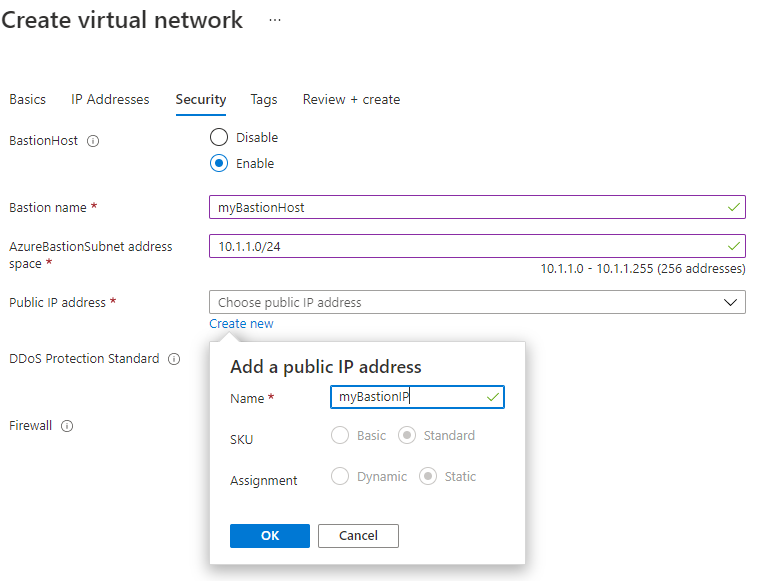 Create virtual network ...
Basics IP Addresses Security Tags Review + create
BastionHost
Disable
Enable
Bastion name *
myBastionHost
AzureBastionSubnet address
space *
10.1.1.0/24
10.1.1.0 - 10.1.1.255 (256 addresses)
Public IP address *
Choose public IP address
Create new
DDoS Protection Standard
Firewall
Add a public IP address
Name *
myBastionIP
SKU
Basic Standard
Assignment
Dynamic Static
OK Cancel